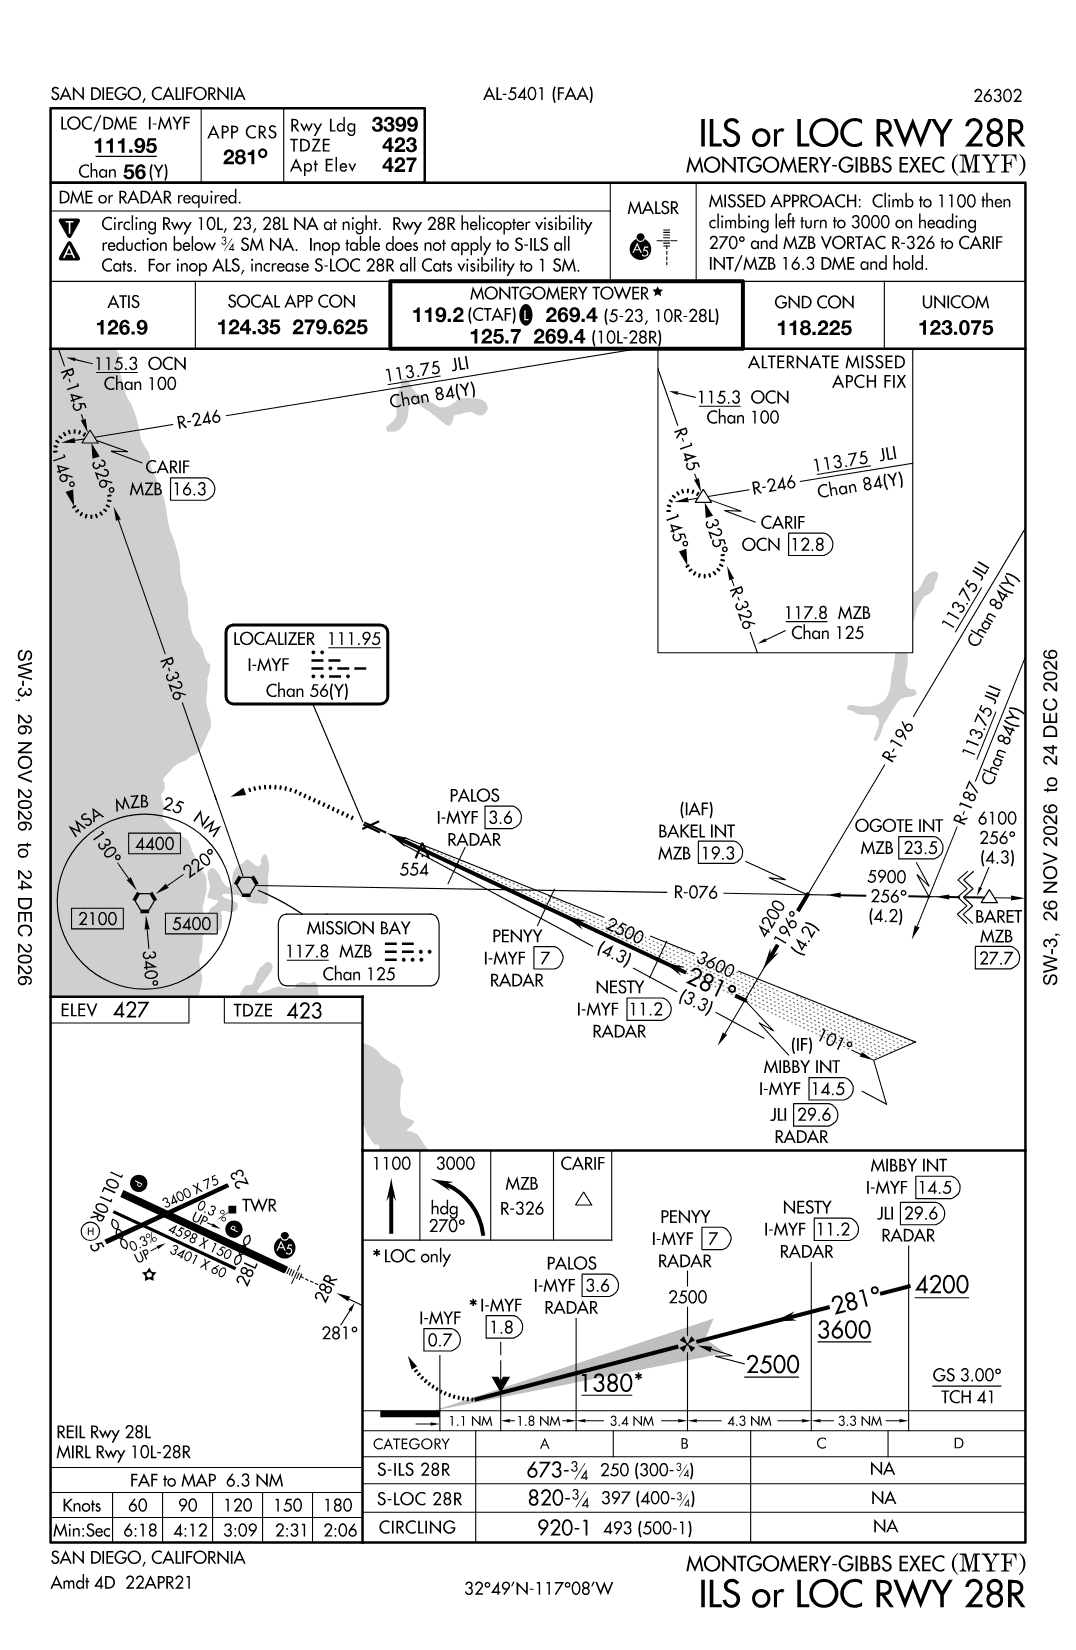 SAN DIEGO, CALIFORNIA
AL-5401 (FAA)
26302
LOC/DME I-MYF
111.95
Chan 56(Y)
APP CRS
281°
Rwy Ldg 3399
TDZE 423
Apt Elev 427
ILS or LOC RWY 28R
MONTGOMERY-GIBBS EXEC (MYF)
DME or RADAR required.
T
A
Circling Rwy 10L, 23, 28L NA at night. Rwy 28R helicopter visibility
reduction below 3/4 SM NA. Inop table does not apply to S-ILS all
Cats. For inop ALS, increase S-LOC 28R all Cats visibility to 1 SM.
MALSR
A5
MISSED APPROACH: Climb to 1100 then
climbing left turn to 3000 on heading
270° and MZB VORTAC R-326 to CARIF
INT/MZB 16.3 DME and hold.
ATIS
126.9
SOCAL APP CON
124.35 279.625
MONTGOMERY TOWER★
119.2 (CTAF) L 269.4 (5-23, 10R-28L)
125.7 269.4 (10L-28R)
GND CON
118.225
UNICOM
123.075
115.3 OCN
Chan 100
R-145
R-246
113.75 JLI
Chan 84(Y)
CARIF
MZB 16.3
146°
326°
R-326
ALTERNATE MISSED
APCH FIX
115.3 OCN
Chan 100
R-145
R-246
113.75 JLI
Chan 84(Y)
CARIF
OCN 12.8
145°
325°
R-326
117.8 MZB
Chan 125
LOCALIZER 111.95
I-MYF
Chan 56(Y)
113.75 JLI
Chan 84(Y)
R-196
113.75 JLI
Chan 84(Y)
R-187
MSA MZB 25 NM
4400
130°
220°
2100
5400
340°
PALOS
I-MYF 3.6
RADAR
554
(IAF)
BAKEL INT
MZB 19.3
OGOTE INT
MZB 23.5
6100
256°
(4.3)
5900
256°
(4.2)
BARET
MZB
27.7
R-076
4200
196°
(4.2)
MISSION BAY
117.8 MZB
Chan 125
PENYY
I-MYF 7
RADAR
2500
(4.3)
NESTY
I-MYF 11.2
RADAR
3600
281°
(3.3)
(IF)
MIBBY INT
I-MYF 14.5
JLI 29.6
RADAR
101°
SW-3, 26 NOV 2026 to 24 DEC 2026
SW-3, 26 NOV 2026 to 24 DEC 2026
ELEV 427
TDZE 423
10L
10R
P
3400 X 75
23
0.3%
UP
TWR
P
H
5
0.3%
UP
4598 X 150
3401 X 60
28L
A5
28R
281°
REIL Rwy 28L
MIRL Rwy 10L-28R
FAF to MAP 6.3 NM
Knots 60 90 120 150 180
Min:Sec 6:18 4:12 3:09 2:31 2:06
1100
3000
hdg
270°
MZB
R-326
CARIF
*LOC only
I-MYF
0.7
*I-MYF
1.8
PALOS
I-MYF 3.6
RADAR
PENYY
I-MYF 7
RADAR
2500
NESTY
I-MYF 11.2
RADAR
MIBBY INT
I-MYF 14.5
JLI 29.6
RADAR
281°
4200
3600
2500
1380*
GS 3.00°
TCH 41
1.1 NM 1.8 NM 3.4 NM 4.3 NM 3.3 NM
CATEGORY A B C D
S-ILS 28R 673-3/4 250 (300-3/4) NA
S-LOC 28R 820-3/4 397 (400-3/4) NA
CIRCLING 920-1 493 (500-1) NA
SAN DIEGO, CALIFORNIA
Amdt 4D 22APR21
32°49'N-117°08'W
MONTGOMERY-GIBBS EXEC (MYF)
ILS or LOC RWY 28R